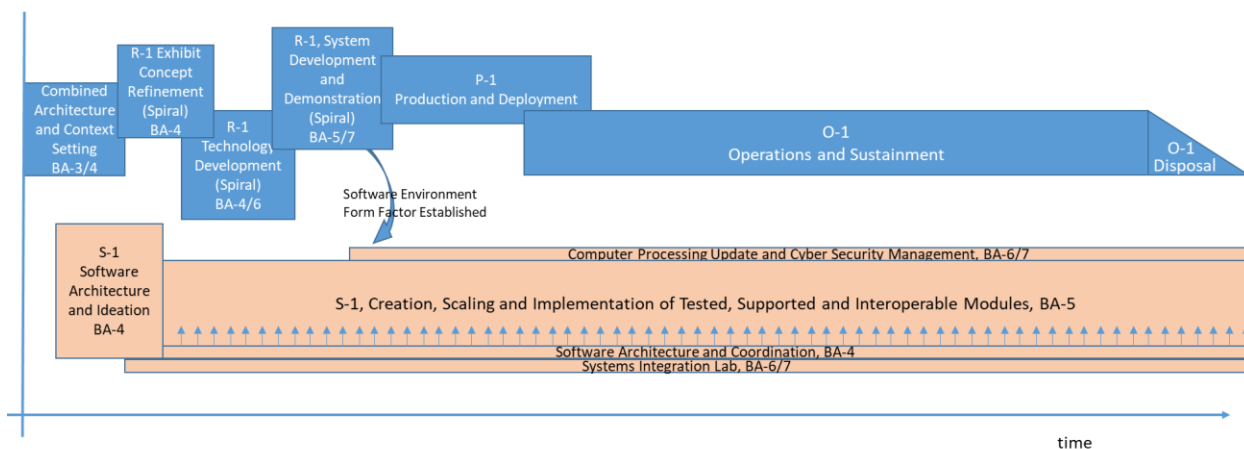 Combined
Architecture
and Context
Setting
BA-3/4
R-1 Exhibit
Concept
Refinement
(Spiral)
BA-4
R-1
Technology
Development
(Spiral)
BA-4/6
R-1, System
Development
and
Demonstration
(Spiral)
BA-5/7
P-1
Production and Deployment
O-1
Operations and Sustainment
O-1
Disposal
Software Environment
Form Factor Established
S-1
Software
Architecture
and Ideation
BA-4
Computer Processing Update and Cyber Security Management, BA-6/7
S-1, Creation, Scaling and Implementation of Tested, Supported and Interoperable Modules, BA-5
Software Architecture and Coordination, BA-4
Systems Integration Lab, BA-6/7
time